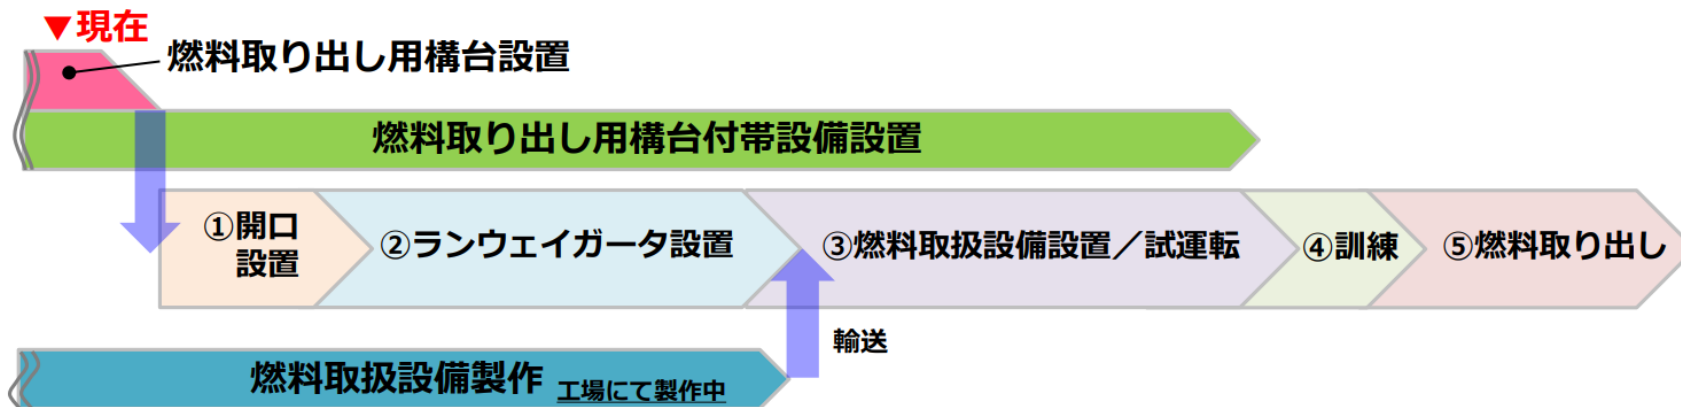 ▼現在
燃料取り出し用構台設置
燃料取り出し用構台付帯設備設置
①開口
設置
②ランウェイガータ設置
③燃料取扱設備設置／試運転
④訓練
⑤燃料取り出し
輸送
燃料取扱設備製作 工場にて製作中